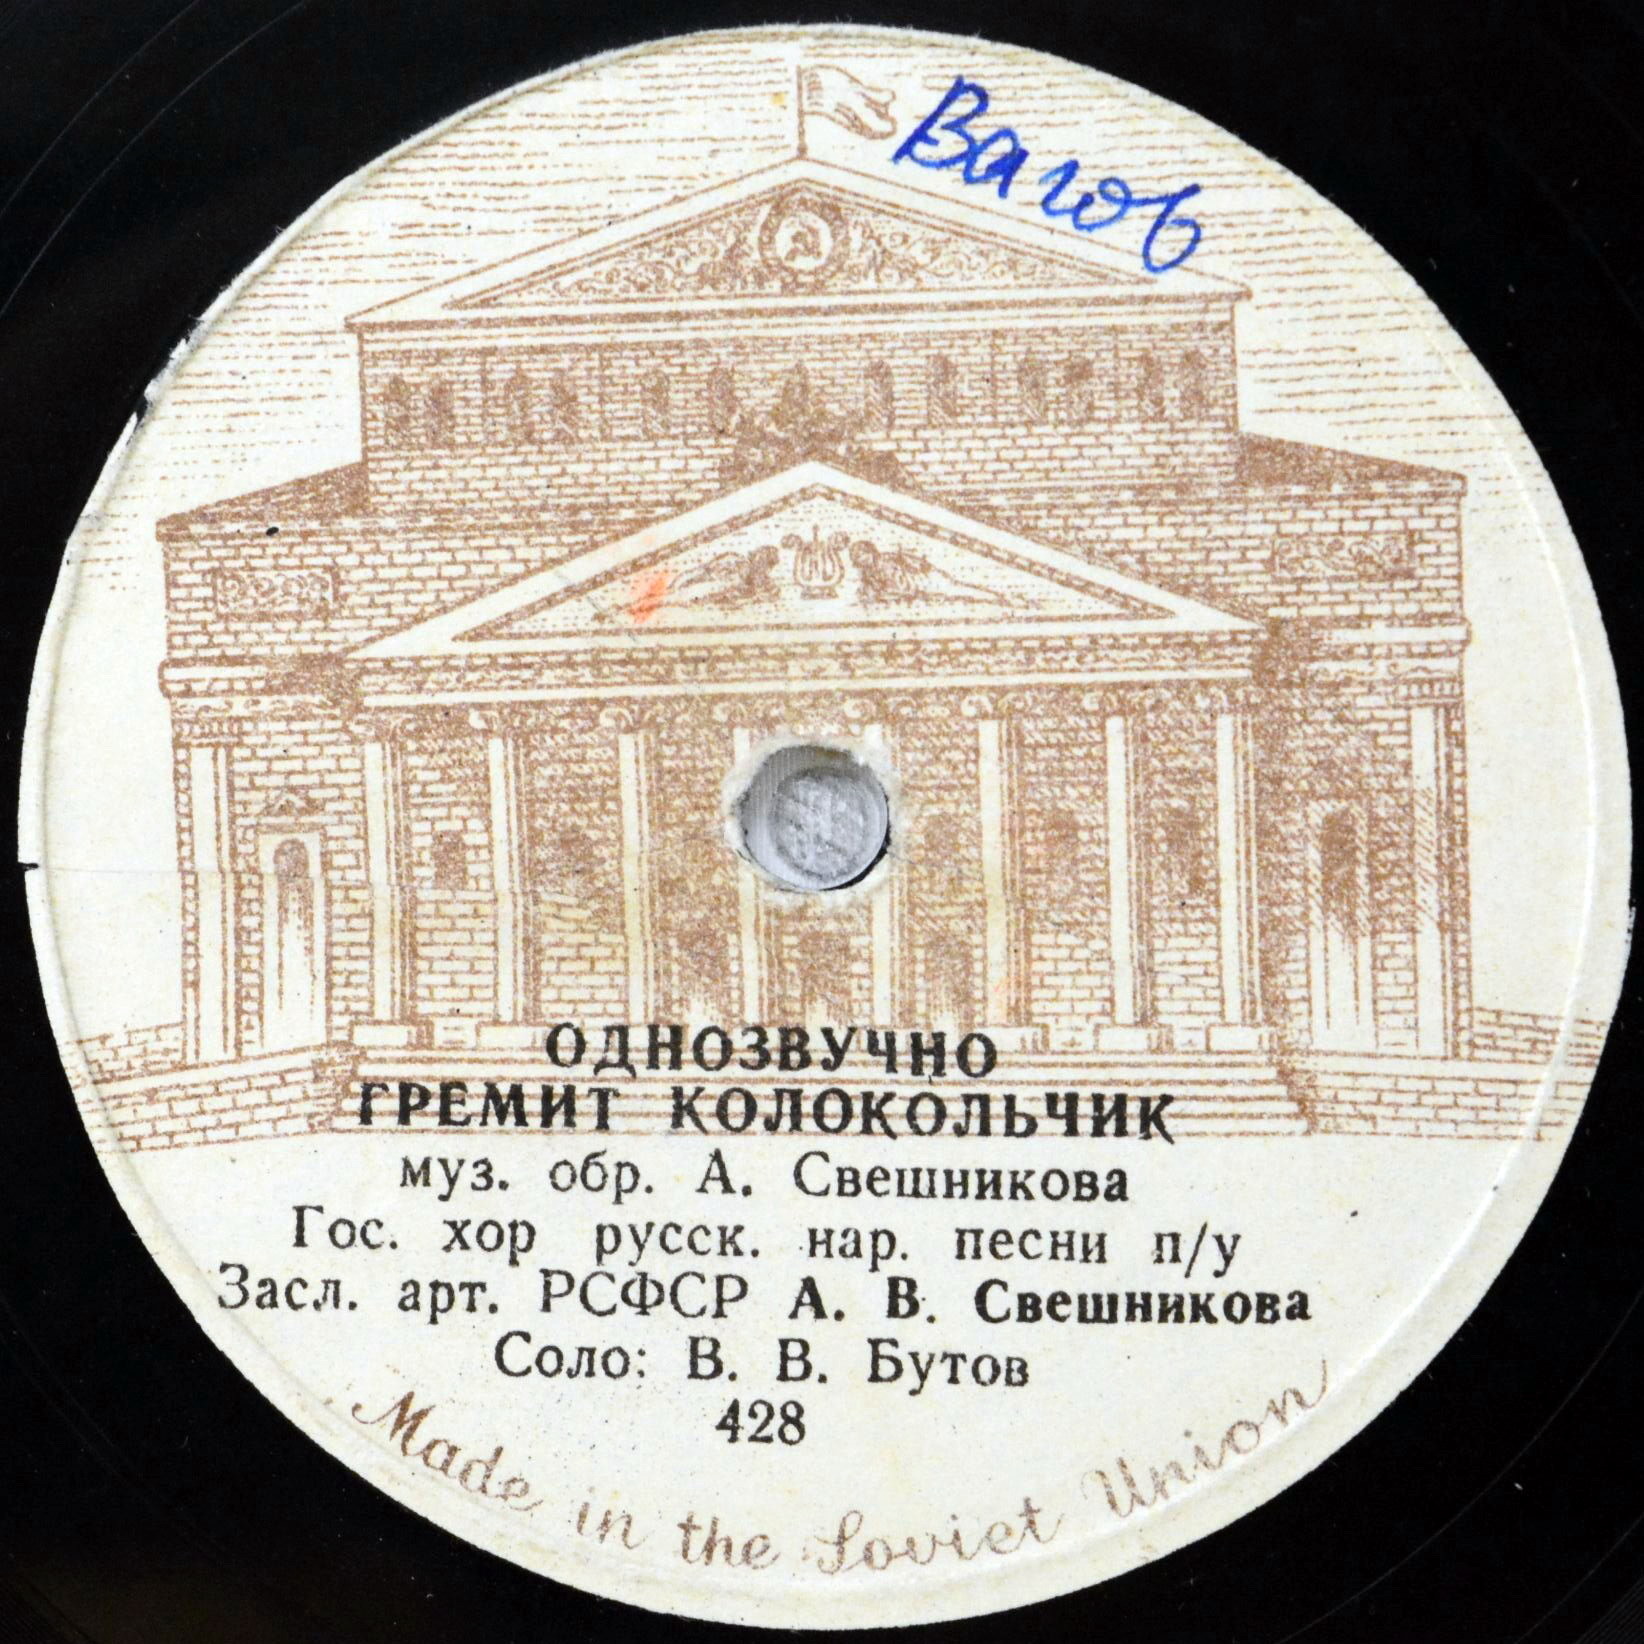 Вагов
ОДНОЗВУЧНО
ГРЕМИТ КОЛОКОЛЬЧИК
муз. обр. А. Свешникова
Гос. хор русск. нар. песни п/у
Засл. арт. РСФСР А. В. Свешникова
Соло: В. В. Бутов
428
Made in the Soviet Union